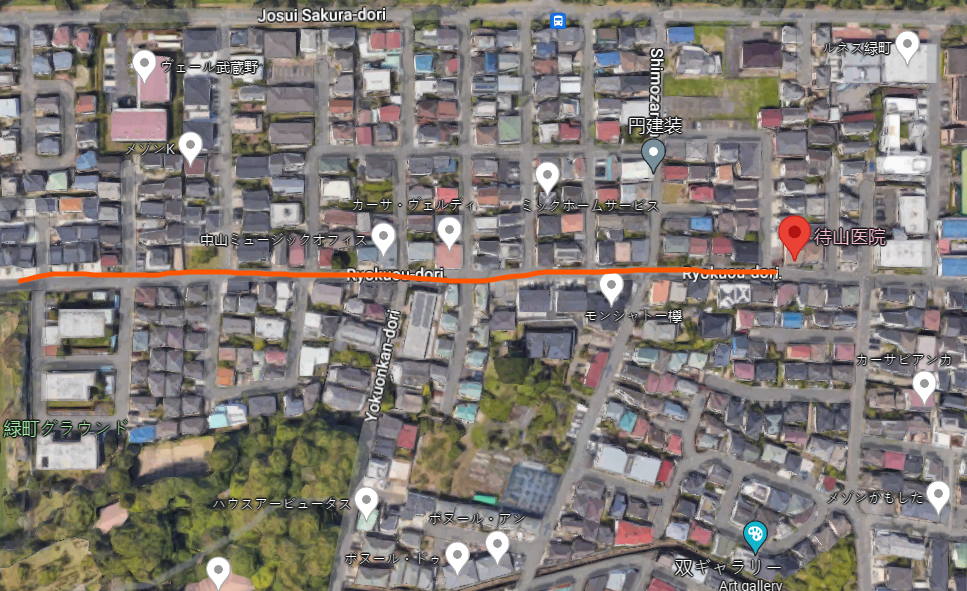 Josui Sakura-dori
ヴェール武蔵野
ルネス緑町
Shinozaki
円建装
メゾンK
カーサ・ヴェルティ
ミックホームサービス
中山ミュージックオフィス
待山医院
Ryokuou-dori
Ryokuou-dori
モンシャトー欅
Yokuonkan-dori
カーサビアンカ
緑町グラウンド
ハウスアービュータス
ボヌール・アン
メゾンがもした
ボヌール・ドゥ
双ギャラリー
Art gallery